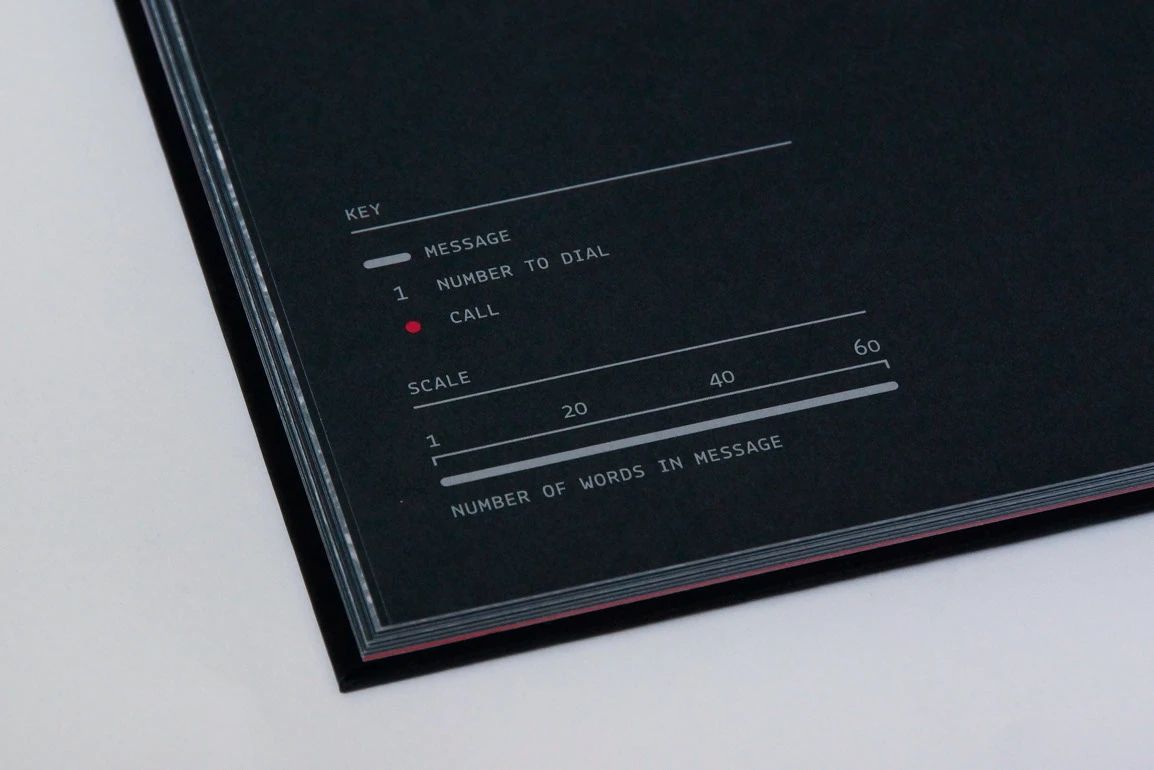 KEY
MESSAGE
1 NUMBER TO DIAL
CALL
SCALE
1 20 40 60
NUMBER OF WORDS IN MESSAGE